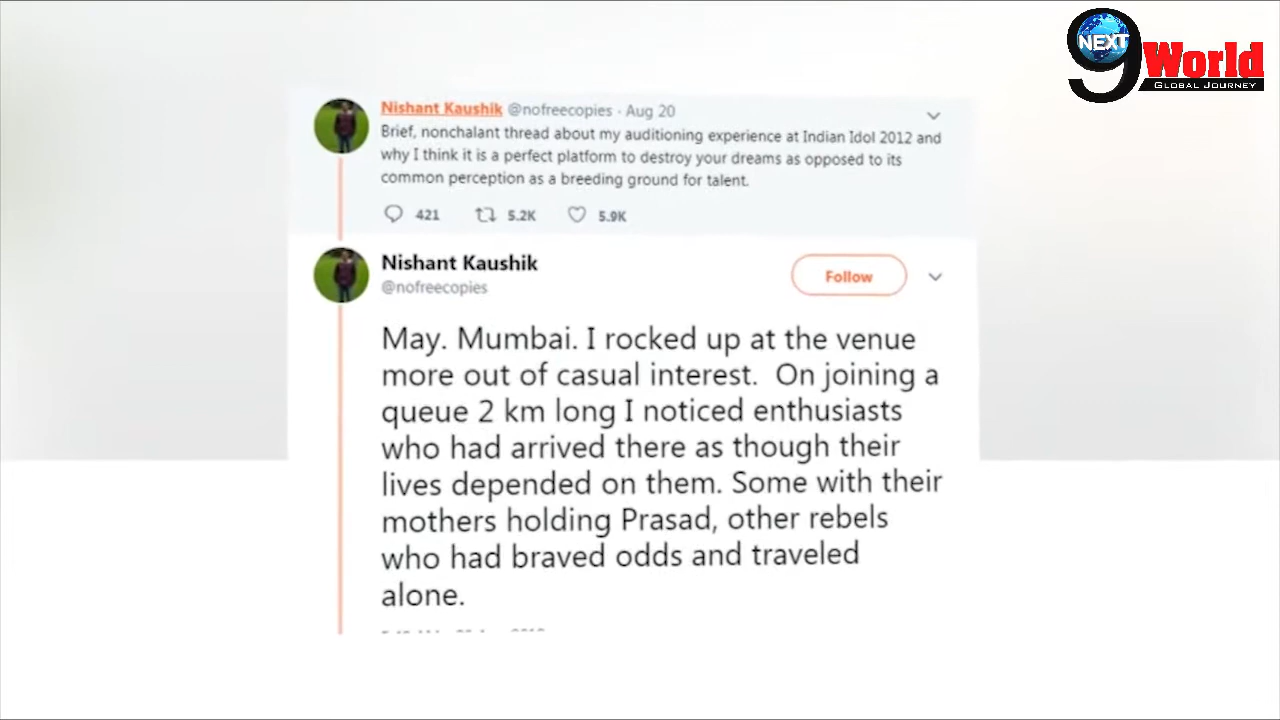 NEXT
9 World
GLOBAL JOURNEY
Nishant Kaushik @nofreecopies · Aug 20
Brief, nonchalant thread about my auditioning experience at Indian Idol 2012 and
why I think it is a perfect platform to destroy your dreams as opposed to its
common perception as a breeding ground for talent.
421 5.2K 5.9K
Nishant Kaushik
@nofreecopies
Follow
May. Mumbai. I rocked up at the venue
more out of casual interest.  On joining a
queue 2 km long I noticed enthusiasts
who had arrived there as though their
lives depended on them. Some with their
mothers holding Prasad, other rebels
who had braved odds and traveled
alone.